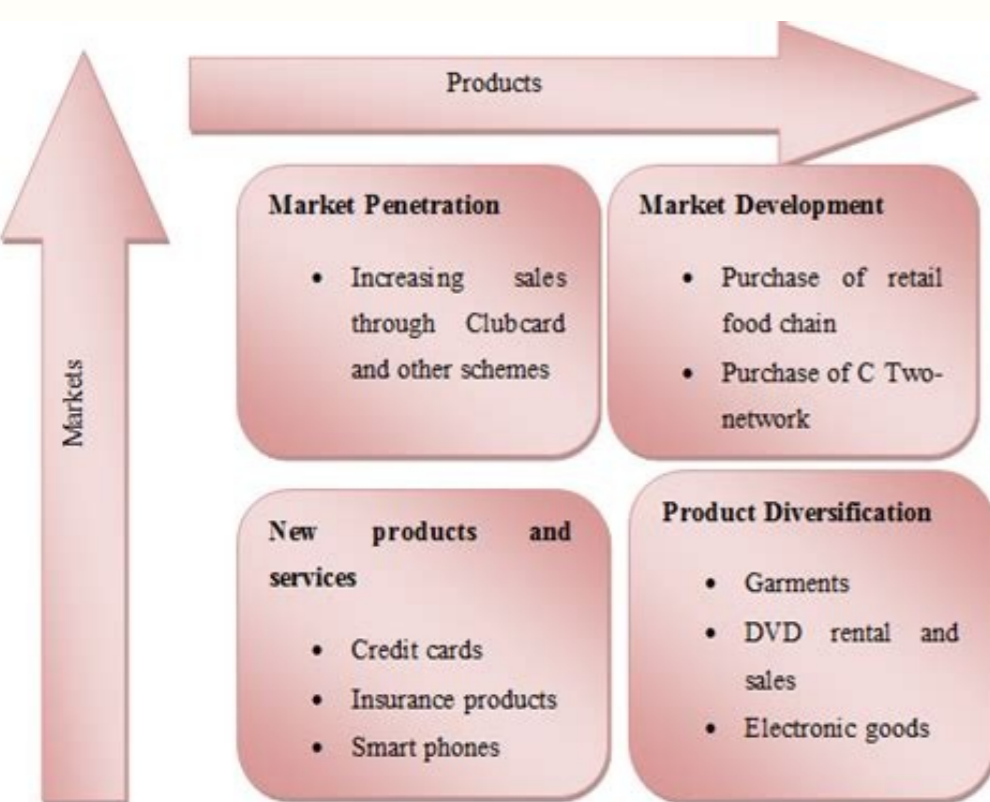 Products
Markets
Market Penetration
• Increasing sales
through Clubcard
and other schemes
Market Development
• Purchase of retail
food chain
• Purchase of C Two-
network
New products and
services
• Credit cards
• Insurance products
• Smart phones
Product Diversification
• Garments
• DVD rental and
sales
• Electronic goods